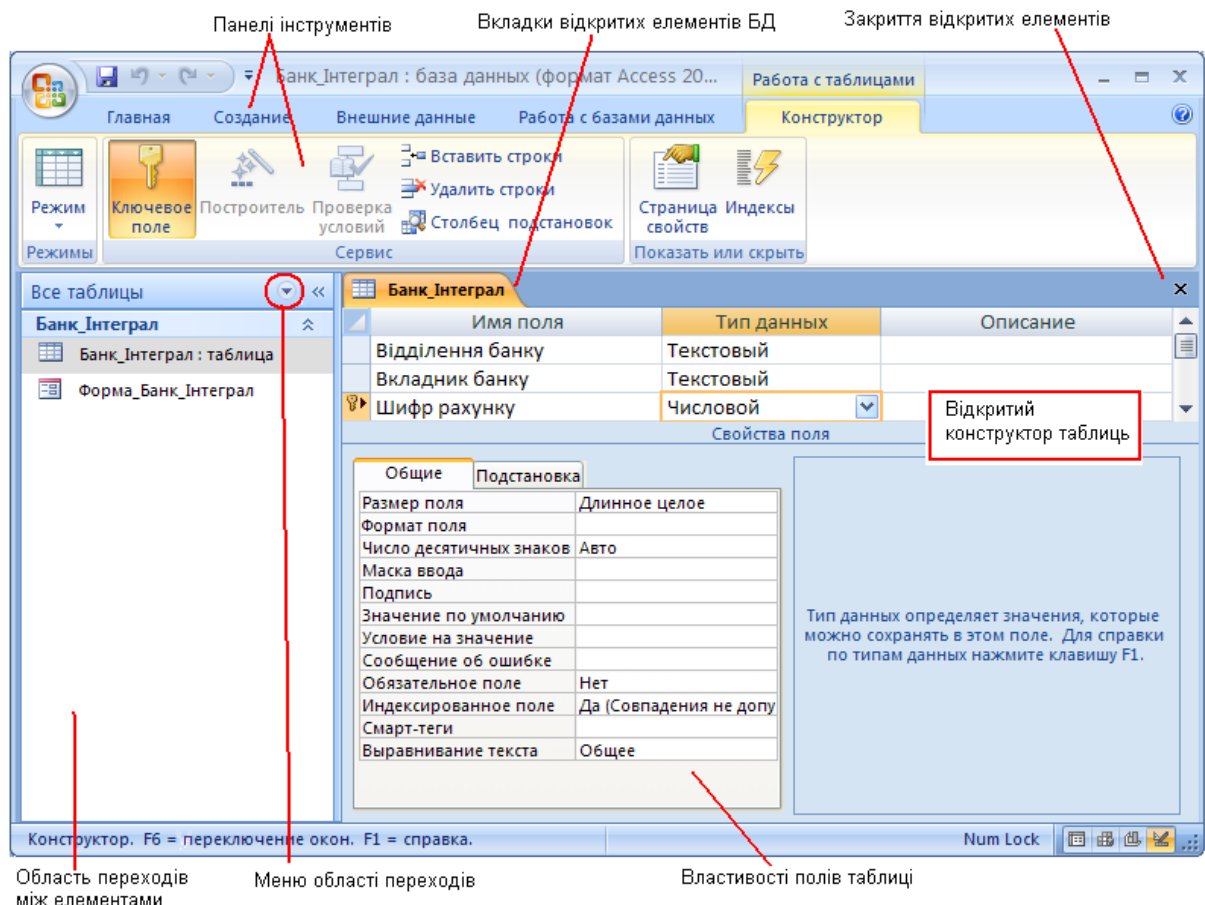 Панелі інструментів
Вкладки відкритих елементів БД
Закриття відкритих елементів
Банк_Інтеграл : база данных (формат Access 20...
Работа с таблицами
Главная
Создание
Внешние данные
Работа с базами данных
Конструктор
Режим
Ключевое
поле
Построитель
Проверка
условий
Вставить строки
Удалить строки
Столбец подстановок
Страница
свойств
Индексы
Режимы
Сервис
Показать или скрыть
Все таблицы
Банк_Інтеграл
Банк_Інтеграл : таблица
Форма_Банк_Інтеграл
Банк_Інтеграл
Имя поля
Тип данных
Описание
Відділення банку
Текстовый
Вкладник банку
Текстовый
Шифр рахунку
Числовой
Відкритий
конструктор таблиць
Свойства поля
Общие
Подстановка
Размер поля
Длинное целое
Формат поля
Число десятичных знаков
Авто
Маска ввода
Подпись
Значение по умолчанию
Условие на значение
Сообщение об ошибке
Обязательное поле
Нет
Индексированное поле
Да (Совпадения не допу
Смарт-теги
Выравнивание текста
Общее
Тип данных определяет значения, которые
можно сохранять в этом поле. Для справки
по типам данных нажмите клавишу F1.
Конструктор. F6 = переключение окон. F1 = справка.
Num Lock
Область переходів
між елементами
Меню області переходів
Властивості полів таблиці